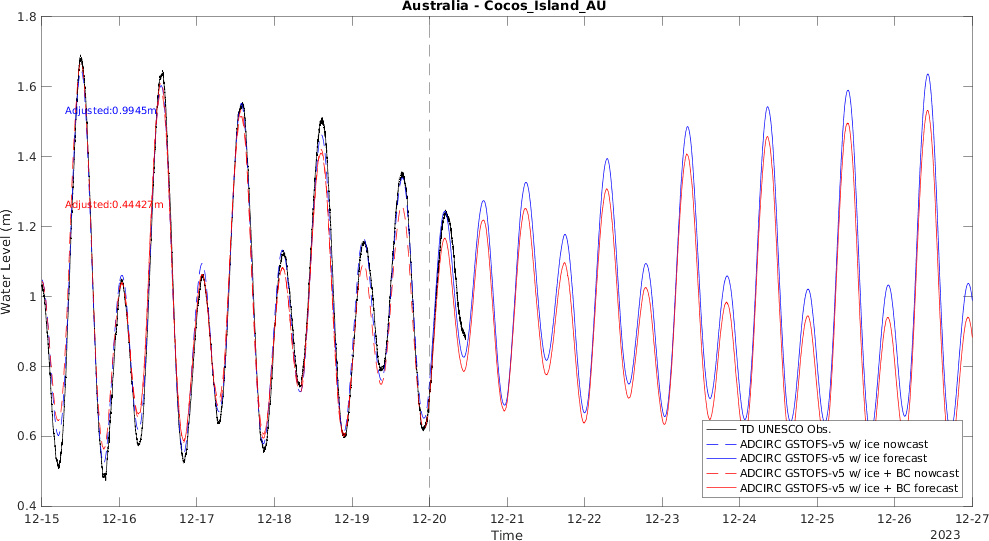 Australia - Cocos_Island_AU
1.8
1.6
1.4
1.2
1
0.8
0.6
0.4
Water Level (m)
Adjusted:0.9945m
Adjusted:0.44427m
TD UNESCO Obs.
ADCIRC GSTOFS-v5 w/ ice nowcast
ADCIRC GSTOFS-v5 w/ ice forecast
ADCIRC GSTOFS-v5 w/ ice + BC nowcast
ADCIRC GSTOFS-v5 w/ ice + BC forecast
12-15 12-16 12-17 12-18 12-19 12-20 12-21 12-22 12-23 12-24 12-25 12-26 12-27
Time
2023